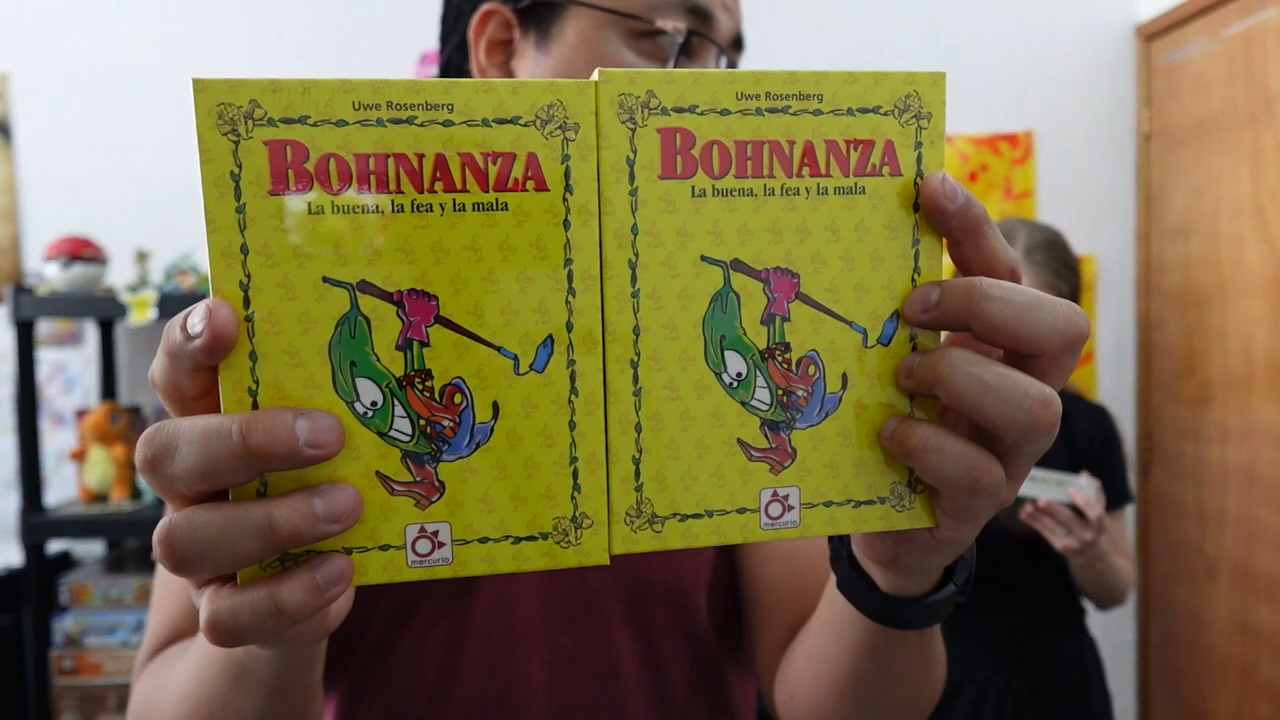 Uwe Rosenberg
BOHNANZA
La buena, la fea y la mala
mercurio
Uwe Rosenberg
BOHNANZA
La buena, la fea y la mala
mercurio